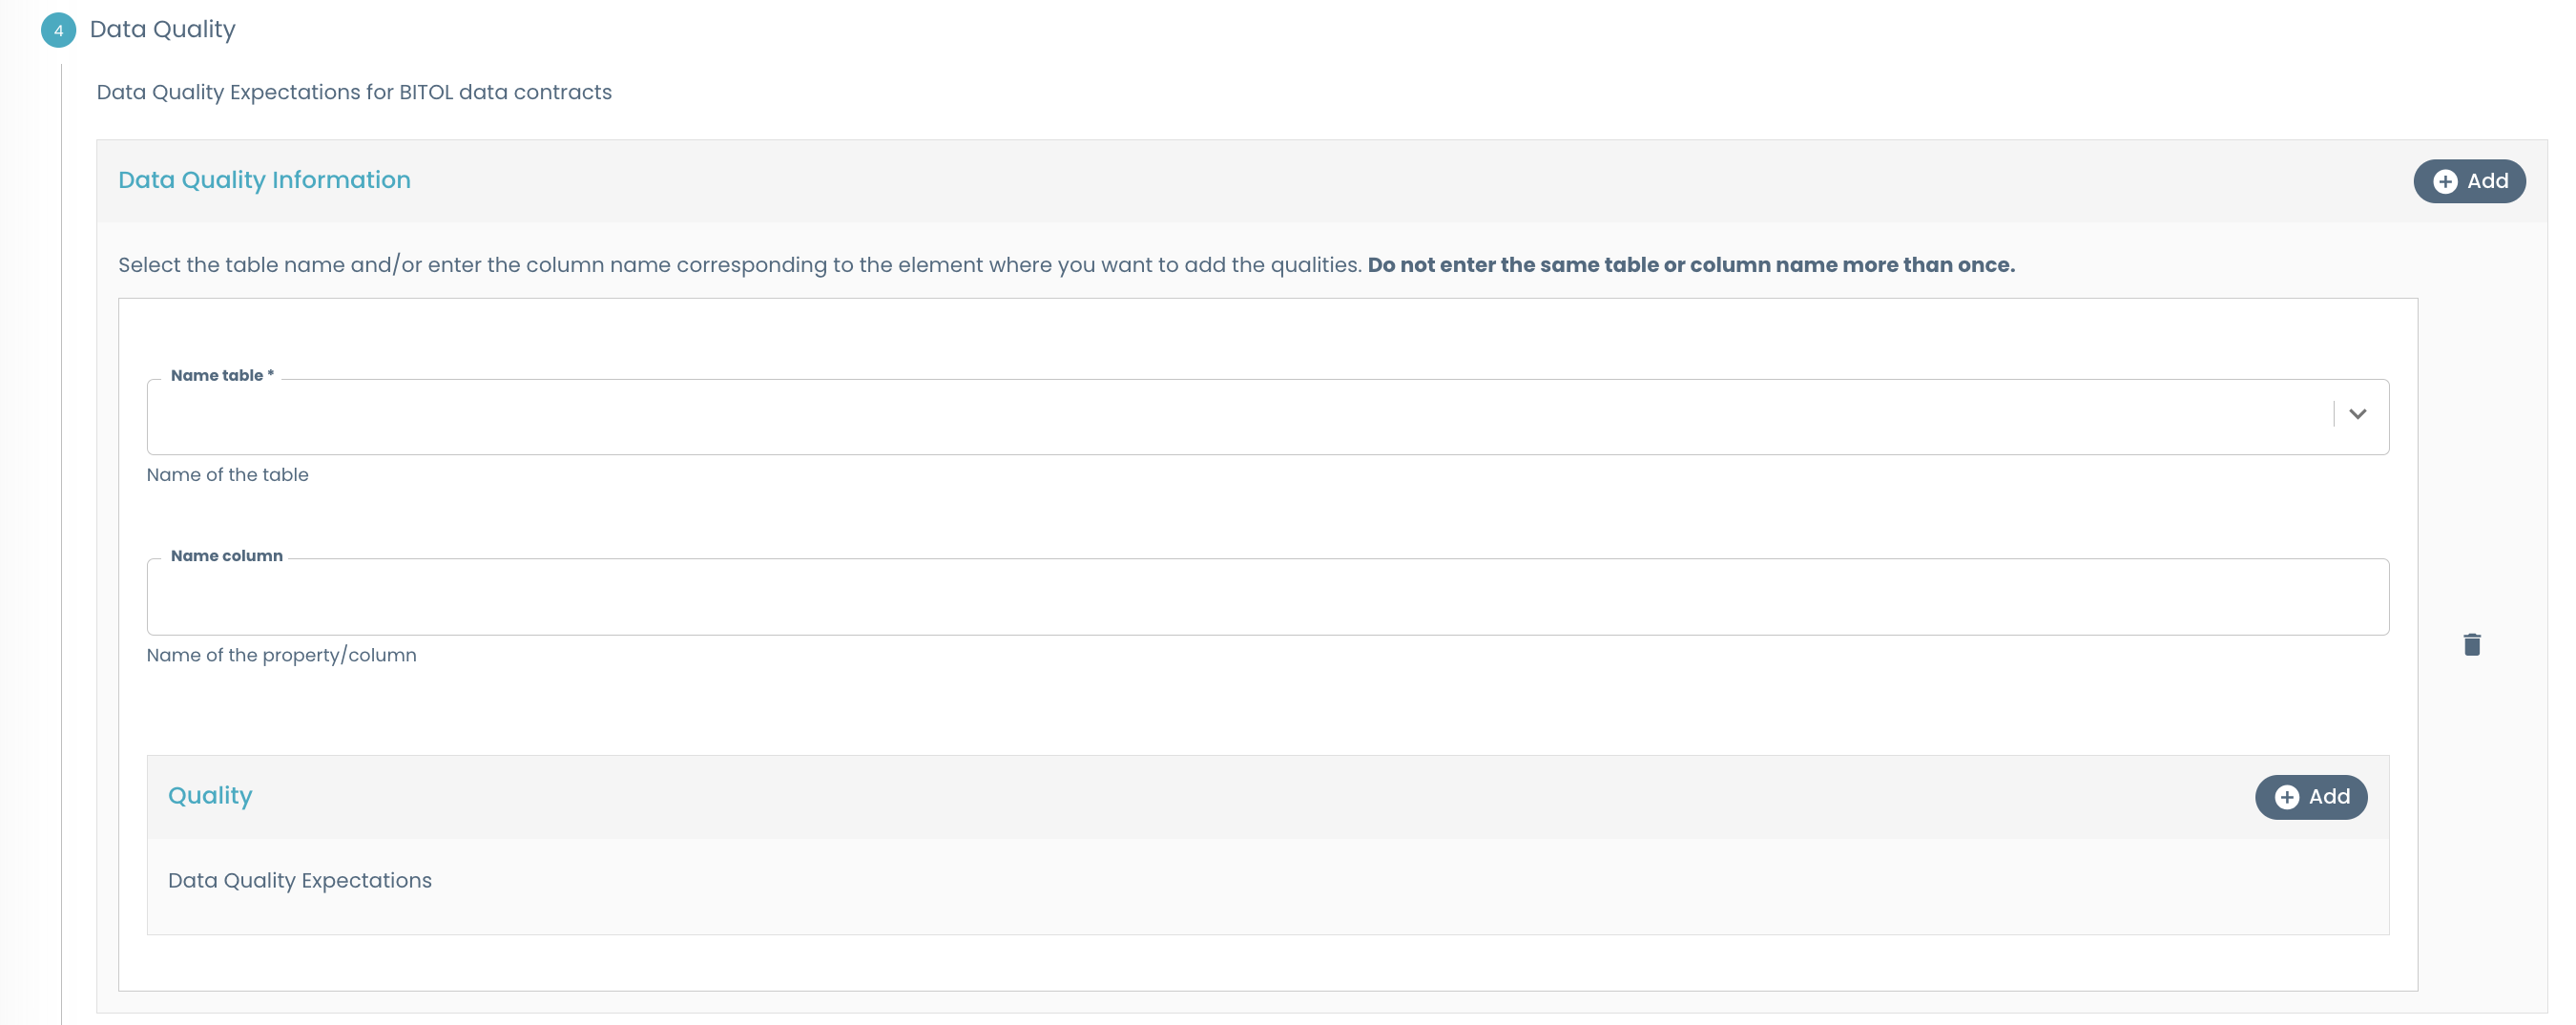 4 Data Quality
Data Quality Expectations for BITOL data contracts
Data Quality Information
Add
Select the table name and/or enter the column name corresponding to the element where you want to add the qualities. Do not enter the same table or column name more than once.
Name table *
Name of the table
Name column
Name of the property/column
Quality
Add
Data Quality Expectations